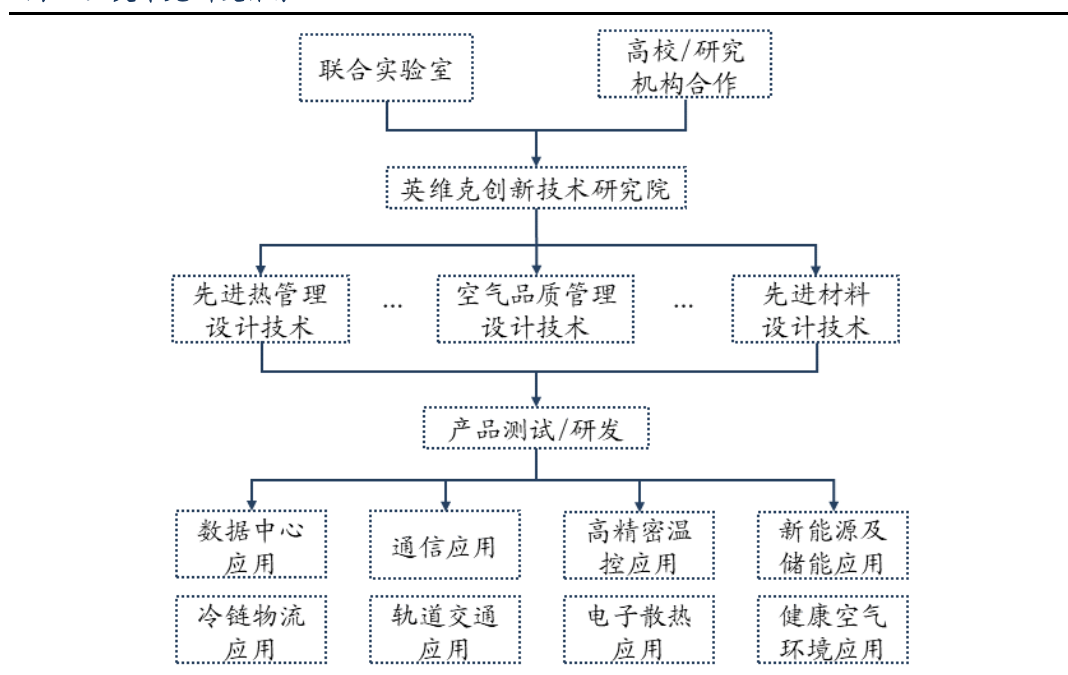 联合实验室
高校/研究
机构合作
英维克创新技术研究院
先进热管理
设计技术
...
空气品质管理
设计技术
...
先进材料
设计技术
产品测试/研发
数据中心
应用
通信应用
高精密温
控应用
新能源及
储能应用
冷链物流
应用
轨道交通
应用
电子散热
应用
健康空气
环境应用